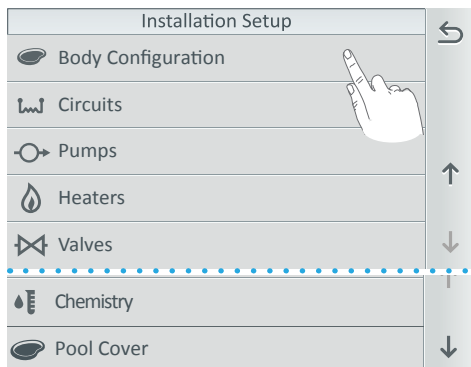 Installation Setup
Body Configuration
Circuits
Pumps
Heaters
Valves
Chemistry
Pool Cover